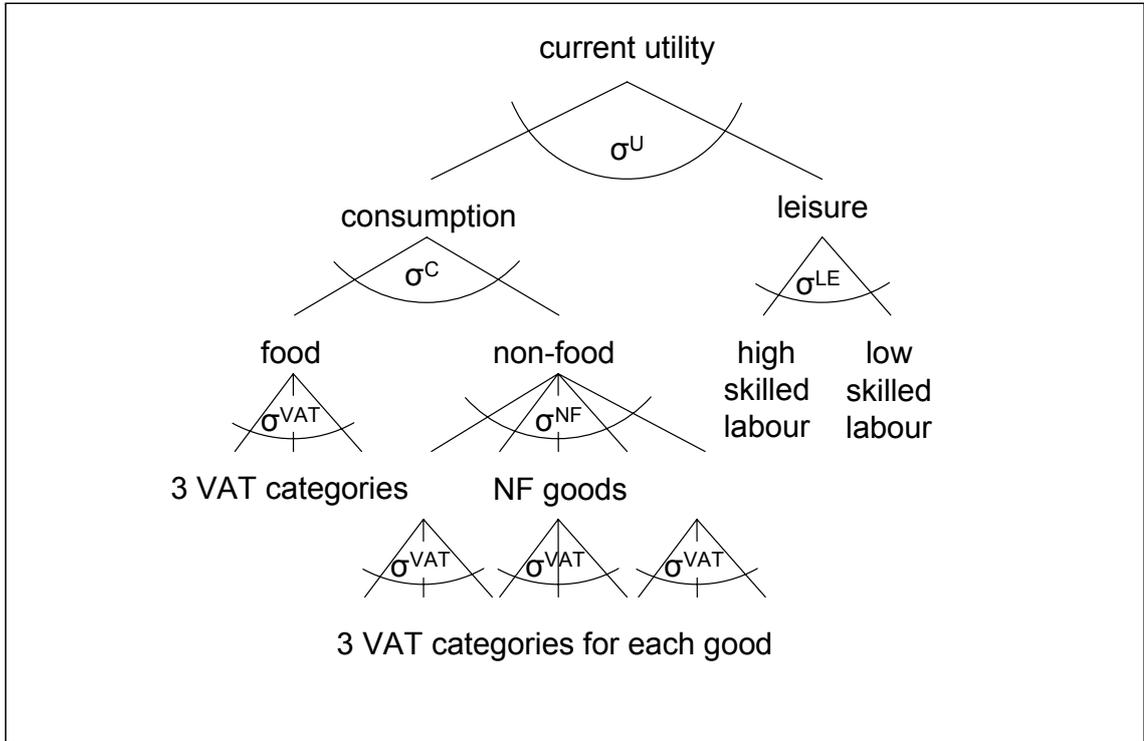 current utility
σU
consumption
leisure
σC
σLE
food
non-food
high
skilled
labour
low
skilled
labour
σVAT
σNF
3 VAT categories
NF goods
σVAT
σVAT
σVAT
3 VAT categories for each good